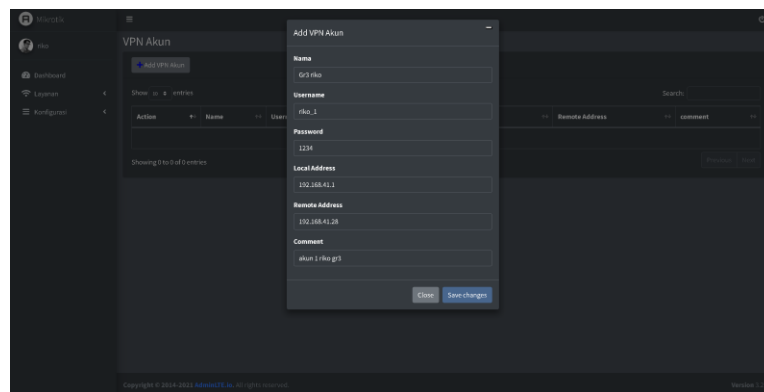 Mikrotik
riko
Dashboard
Layanan
Konfigurasi
VPN Akun
Add VPN Akun
Show 10 entries
Search:
Action Name Usern Remote Address comment
Showing 0 to 0 of 0 entries
Previous Next
Add VPN Akun
Nama
Gr3 riko
Username
riko_1
Password
1234
Local Address
192.168.41.1
Remote Address
192.168.41.28
Comment
akun 1 riko gr3
Close Save changes
Copyright © 2014-2021 AdminLTE.io. All rights reserved.
Version